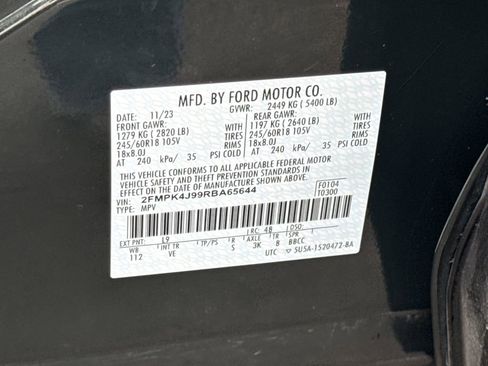 MFD. BY FORD MOTOR CO.
DATE: 11/23 GVWR: 2449 KG (5400 LB)
FRONT GAWR: REAR GAWR:
1279 KG (2820 LB) 1197 KG (2640 LB)
245/60R18 105V TIRES 245/60R18 105V TIRES
18x8.0J RIMS 18x8.0J RIMS
AT 240 kPa/ 35 PSI COLD AT 240 kPa/ 35 PSI COLD
THIS VEHICLE CONFORMS TO ALL APPLICABLE FEDERAL MOTOR
VEHICLE SAFETY AND THEFT PREVENTION STANDARDS IN
EFFECT ON THE DATE OF MANUFACTURE SHOWN ABOVE.
VIN: 2FMPK4J99RBA65644 F0104
TYPE: MPV T0300
EXT PNT: L9 RC: 48 DSO:
WB INT TR TP/PS R AXLE TR SPR
112 VE S 3K 8 BBCC
UTC ▽ 5U5A-1520472-BA